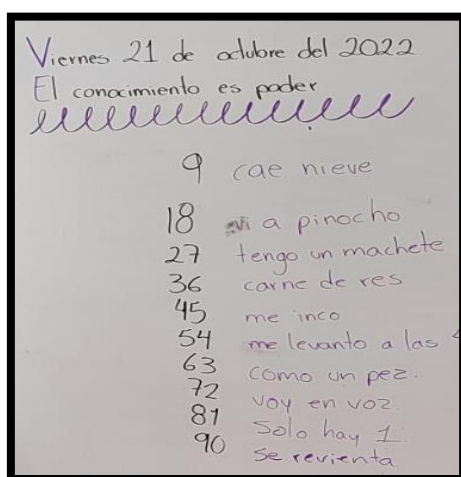 Viernes 21 de octubre del 2022
El conocimiento es poder
9 cae nieve
18 vi a pinocho
27 tengo un machete
36 carne de res
45 me inco
54 me levanto a las 4
63 como un pez.
72 voy en voz.
81 Solo hay 1.
90 se revienta